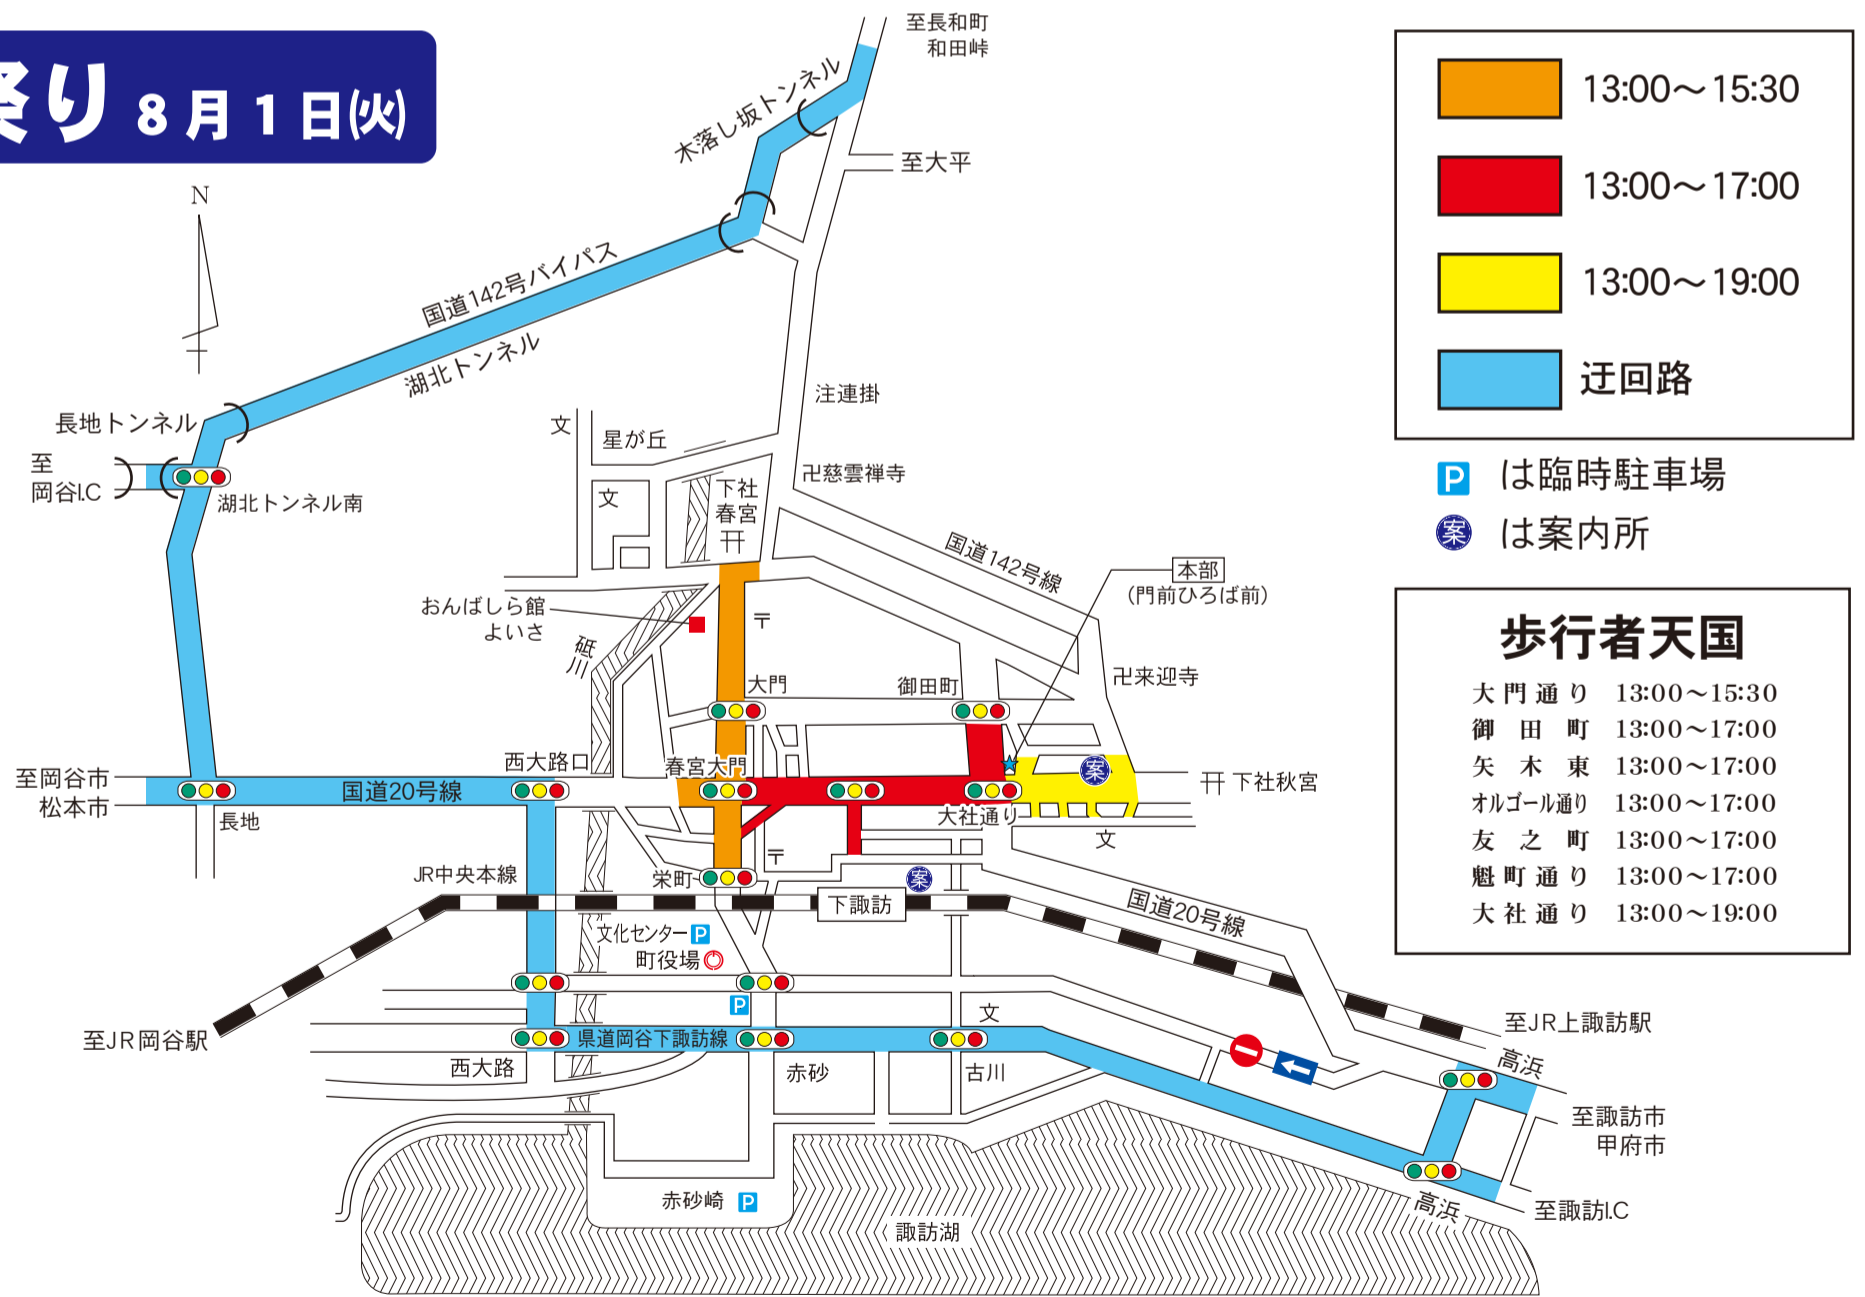 祭り 8月1日(火)
至長和町
和田峠
木落し坂トンネル
至大平
N
国道142号バイパス
湖北トンネル
長地トンネル
至
岡谷I.C
湖北トンネル南
注連掛
文
星が丘
卍慈雲禅寺
文
下社
春宮
国道142号線
本部
(門前ひろば前)
おんばしら館
よいさ
〒
砥川
大門
御田町
卍来迎寺
西大路口
春宮大門
案
至岡谷市
松本市
国道20号線
下社秋宮
長地
大社通り
文
〒
JR中央本線
栄町
案
下諏訪
国道20号線
文化センター P
町役場
P
文
至JR岡谷駅
県道岡谷下諏訪線
至JR上諏訪駅
西大路
赤砂
古川
高浜
至諏訪市
甲府市
赤砂崎 P
高浜
至諏訪I.C
諏訪湖
13:00～15:30
13:00～17:00
13:00～19:00
迂回路
P は臨時駐車場
案 は案内所
歩行者天国
大門通り 13:00～15:30
御田町 13:00～17:00
矢木東 13:00～17:00
オルゴール通り 13:00～17:00
友之町 13:00～17:00
魁町通り 13:00～17:00
大社通り 13:00～19:00